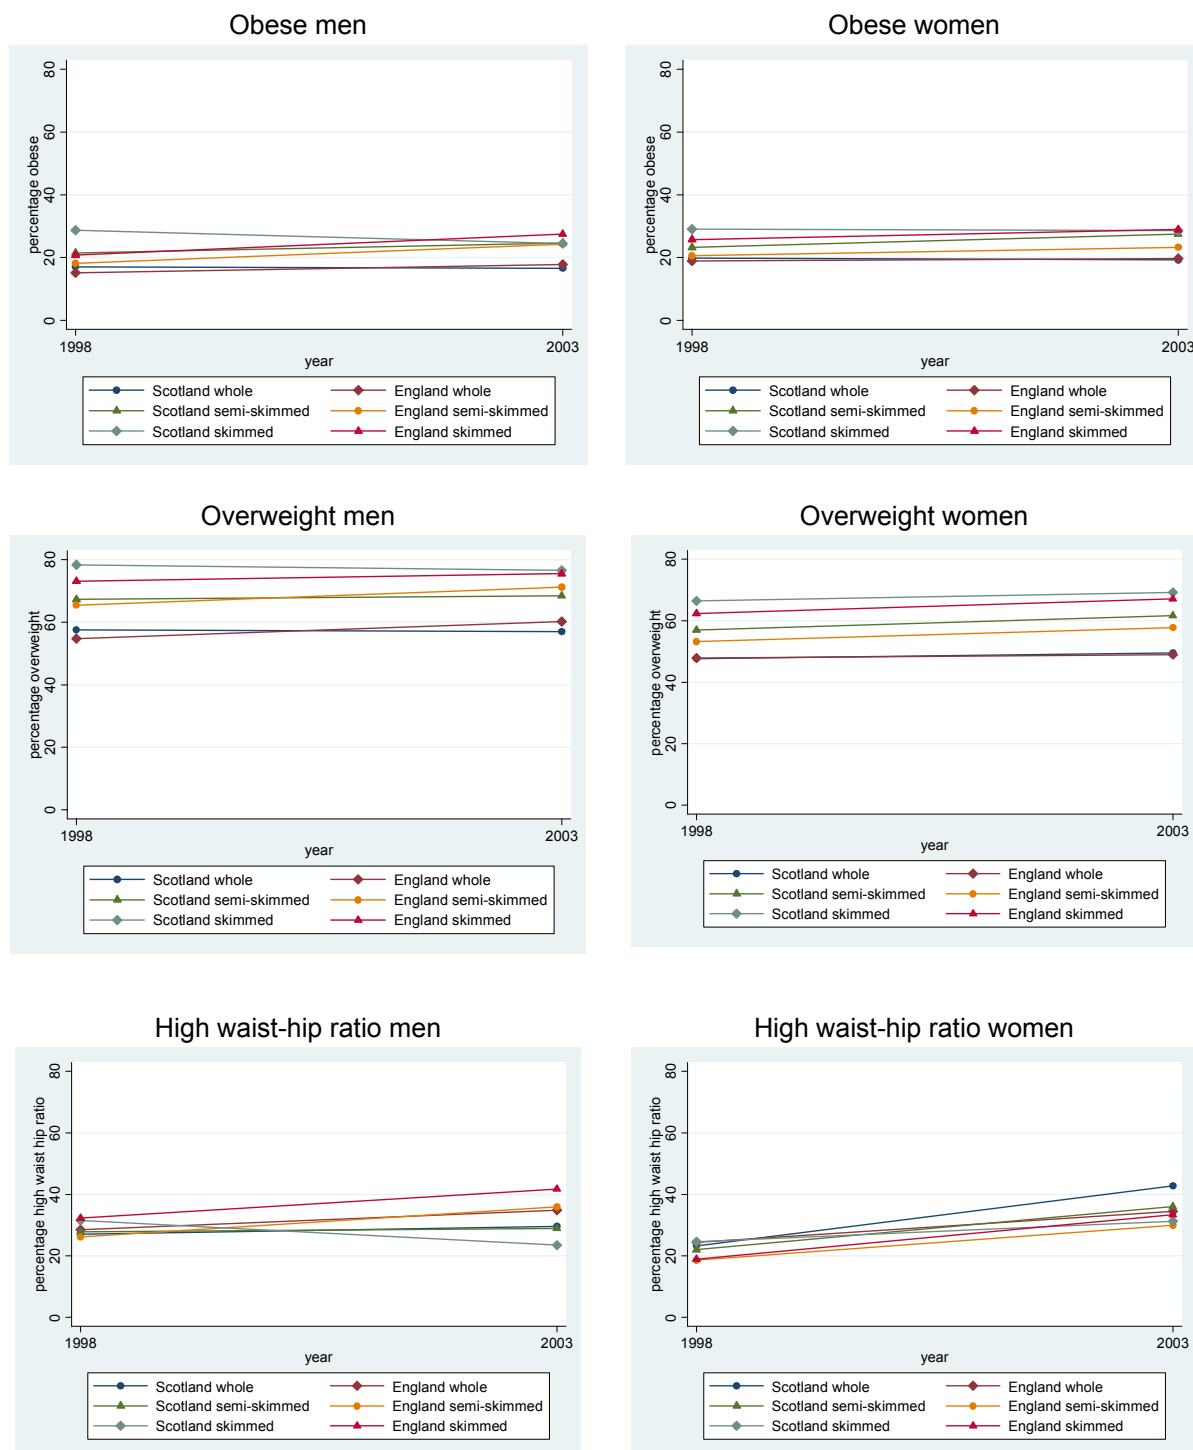 Obese men
percentage obese
80
60
40
20
0
1998
2003
year
Scotland whole
England whole
Scotland semi-skimmed
England semi-skimmed
Scotland skimmed
England skimmed
Obese women
percentage obese
80
60
40
20
0
1998
2003
year
Scotland whole
England whole
Scotland semi-skimmed
England semi-skimmed
Scotland skimmed
England skimmed
Overweight men
percentage overweight
80
60
40
20
0
1998
2003
year
Scotland whole
England whole
Scotland semi-skimmed
England semi-skimmed
Scotland skimmed
England skimmed
Overweight women
percentage overweight
80
60
40
20
0
1998
2003
year
Scotland whole
England whole
Scotland semi-skimmed
England semi-skimmed
Scotland skimmed
England skimmed
High waist-hip ratio men
percentage high waist hip ratio
80
60
40
20
0
1998
2003
year
Scotland whole
England whole
Scotland semi-skimmed
England semi-skimmed
Scotland skimmed
England skimmed
High waist-hip ratio women
percentage high waist hip ratio
80
60
40
20
0
1998
2003
year
Scotland whole
England whole
Scotland semi-skimmed
England semi-skimmed
Scotland skimmed
England skimmed